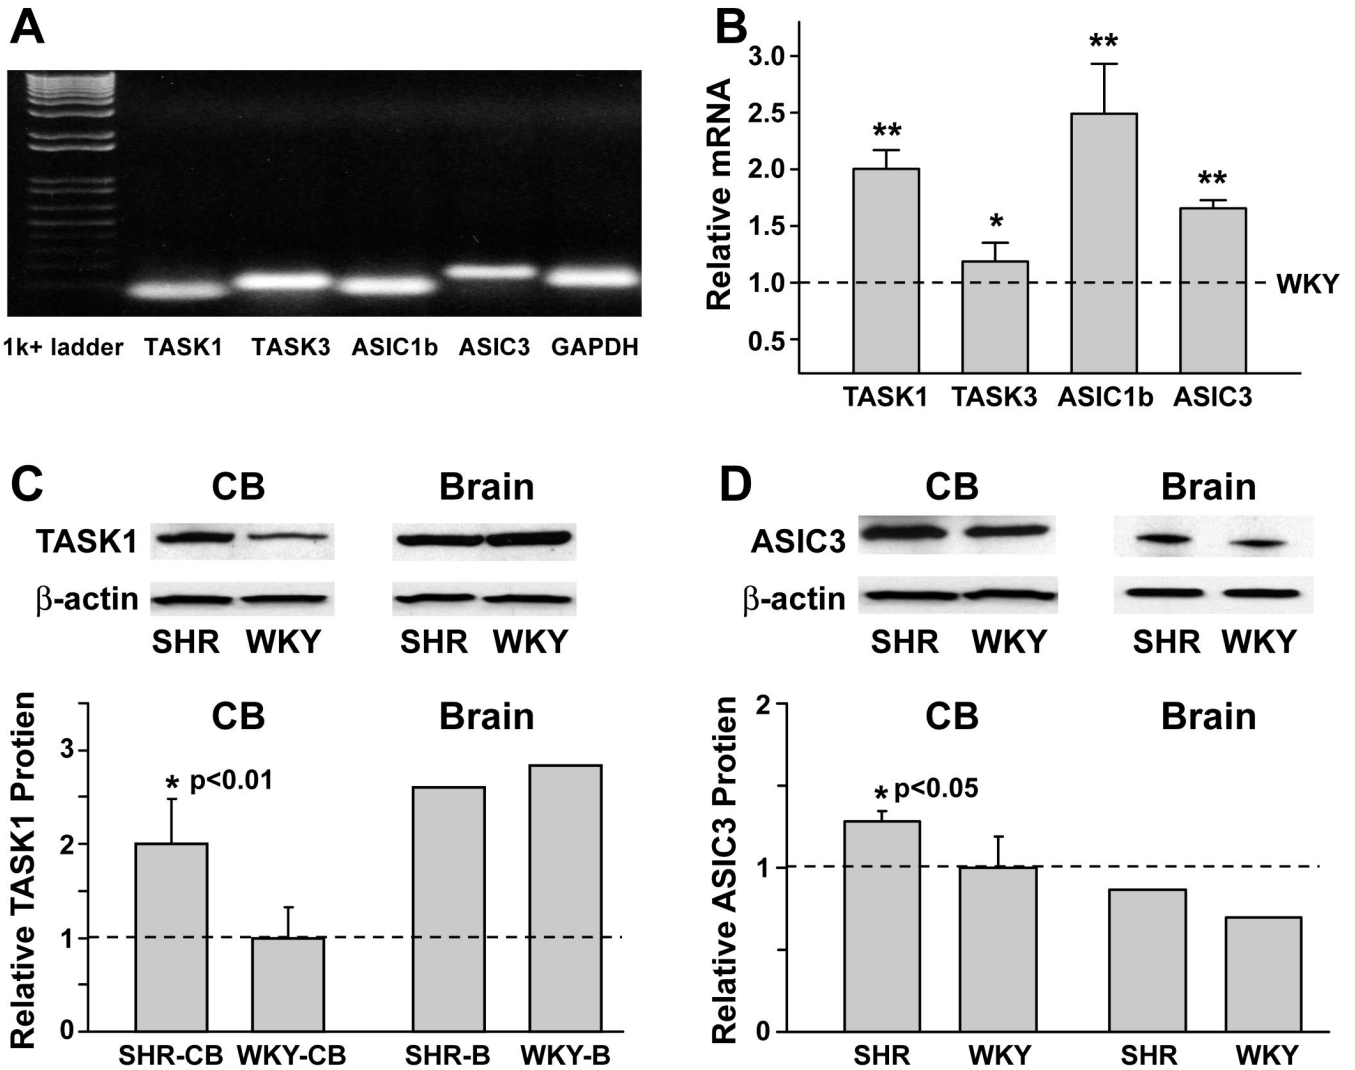 A
1k+ ladder TASK1 TASK3 ASIC1b ASIC3 GAPDH
B
Relative mRNA
3.0
2.5
2.0
1.5
1.0
0.5
** * ** **
WKY
TASK1 TASK3 ASIC1b ASIC3
C
CB Brain
TASK1
β-actin
SHR WKY SHR WKY
Relative TASK1 Protien
CB Brain
3
2
1
0
* p<0.01
SHR-CB WKY-CB SHR-B WKY-B
D
CB Brain
ASIC3
β-actin
SHR WKY SHR WKY
Relative ASIC3 Protien
CB Brain
2
1
0
* p<0.05
SHR WKY SHR WKY